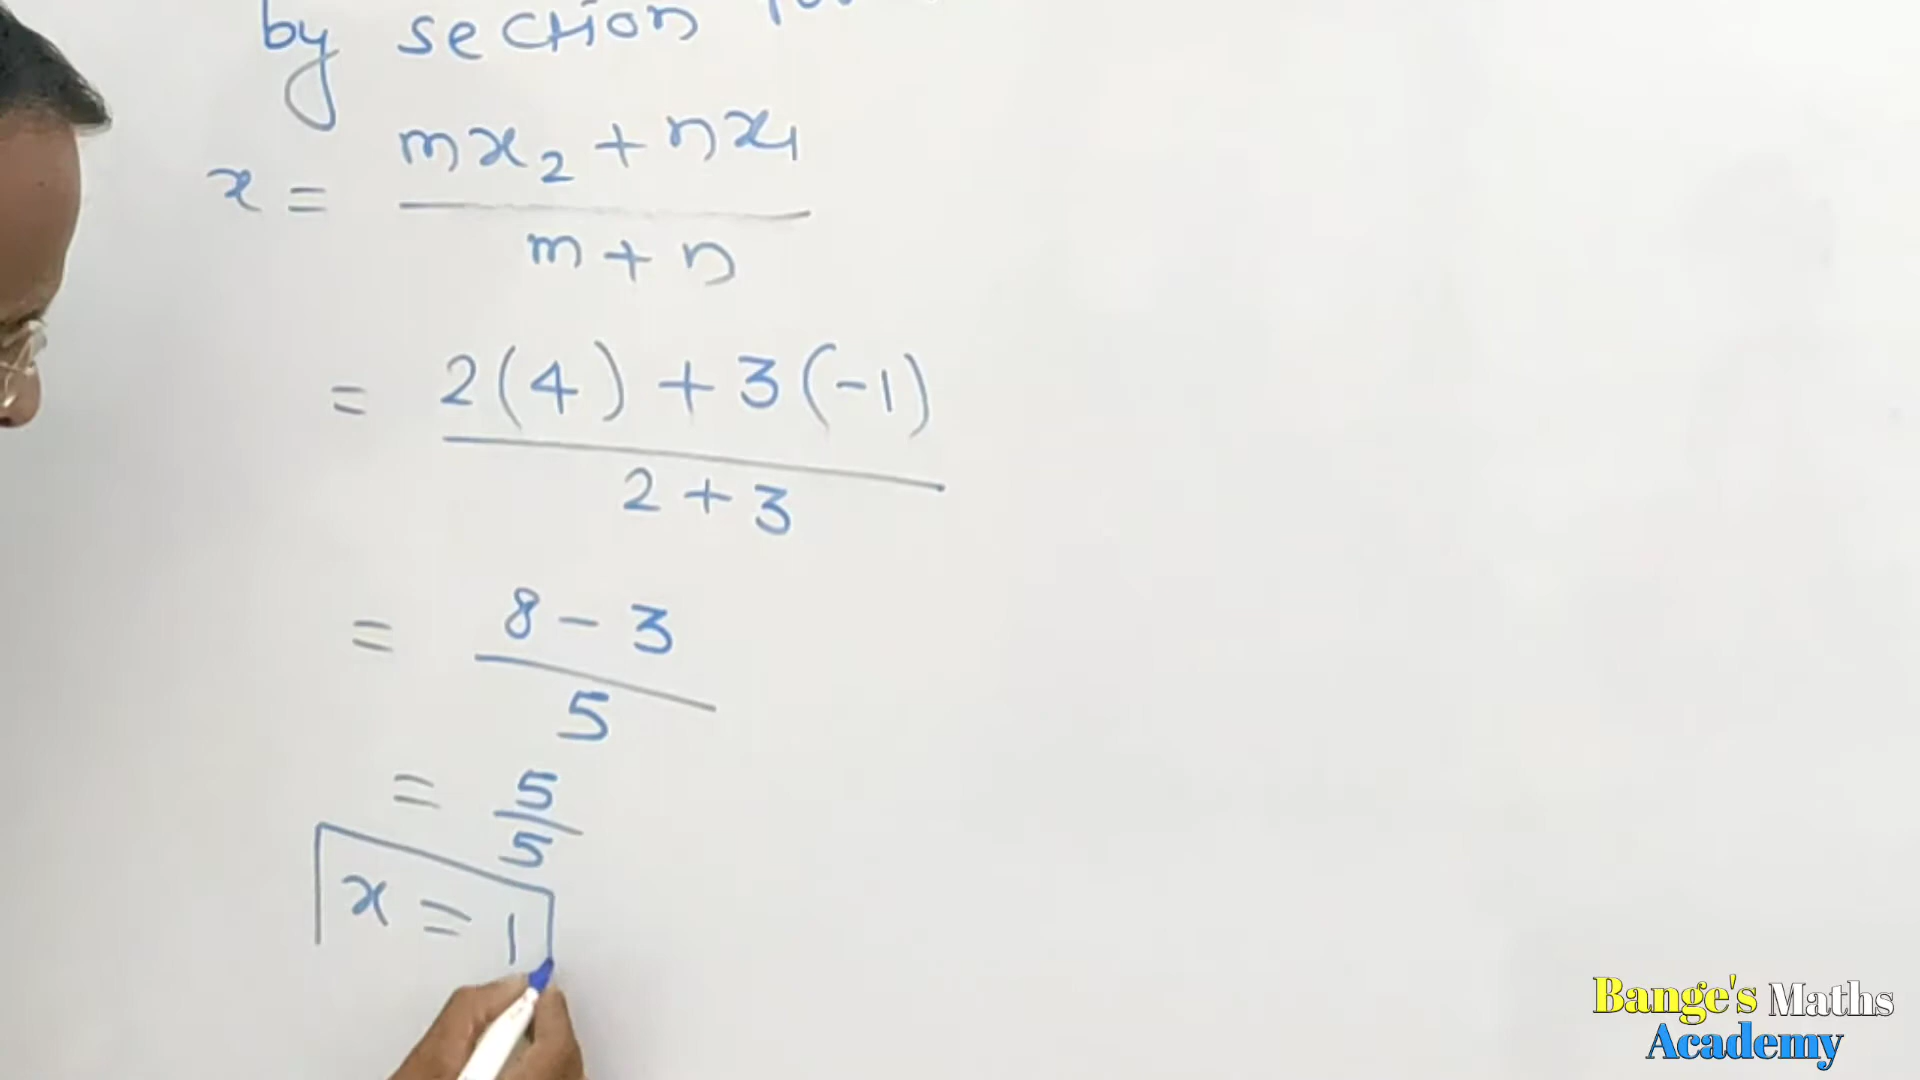 by section
x = mx₂ + nx₁
m + n
= 2(4) + 3(-1)
2 + 3
= 8 - 3
5
= 5
5
x = 1
Bange's Maths
Academy